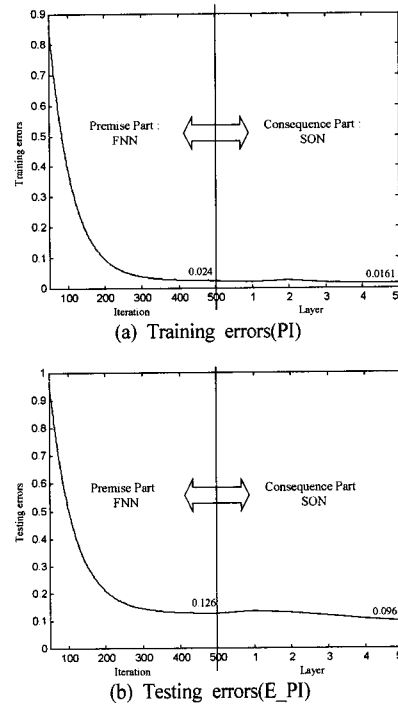 0.9
0.8
0.7
0.6
0.5
0.4
0.3
0.2
0.1
0
Training errors
Premise Part :
FNN
Consequence Part :
SON
0.024
0.0161
100 200 300 400 500 1 2 3 4 5
Iteration Layer
(a) Training errors(PI)
1
0.9
0.8
0.7
0.6
0.5
0.4
0.3
0.2
0.1
0
Testing errors
Premise Part
FNN
Consequence Part
SON
0.126
0.096
100 200 300 400 500 1 2 3 4 5
Iteration Layer
(b) Testing errors(E_PI)